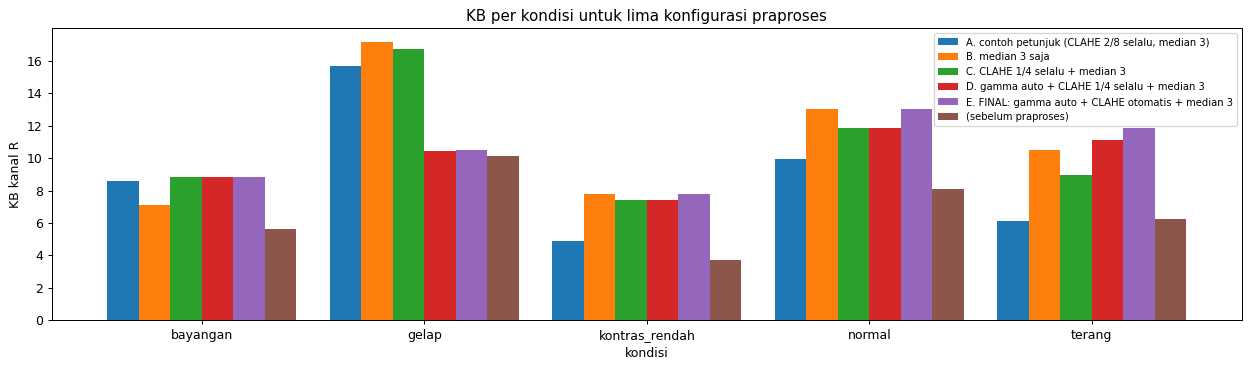 KB per kondisi untuk lima konfigurasi praproses
KB kanal R
16
14
12
10
8
6
4
2
0
A. contoh petunjuk (CLAHE 2/8 selalu, median 3)
B. median 3 saja
C. CLAHE 1/4 selalu + median 3
D. gamma auto + CLAHE 1/4 selalu + median 3
E. FINAL: gamma auto + CLAHE otomatis + median 3
(sebelum praproses)
bayangan
gelap
kontras_rendah
normal
terang
kondisi